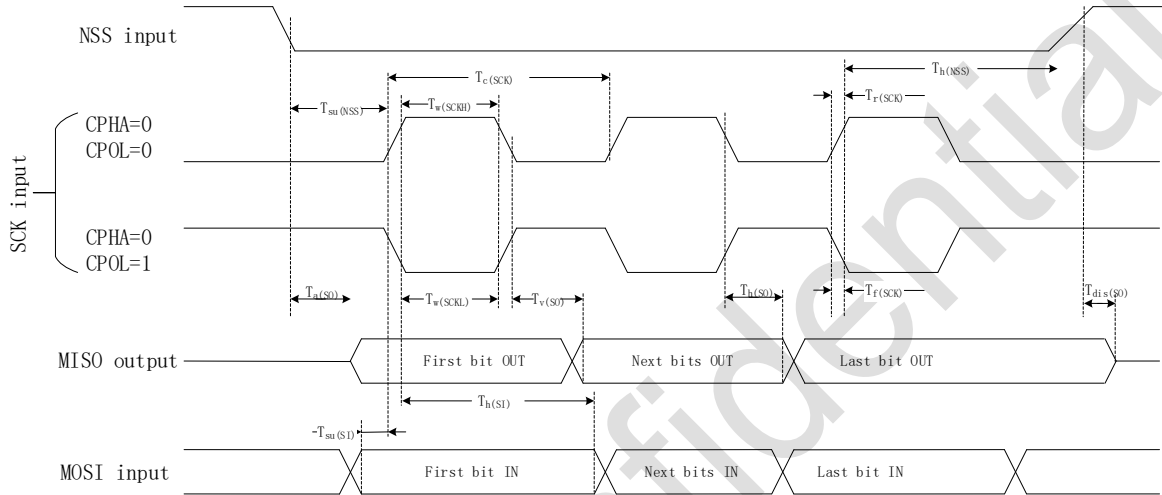 NSS input
Tc(SCK)
Th(NSS)
Tsu(NSS)
Tw(SCKH)
Tr(SCK)
CPHA=0
CPOL=0
SCK input
CPHA=0
CPOL=1
Ta(SO)
Tw(SCKL)
Tv(SO)
Th(SO)
Tf(SCK)
Tdis(SO)
MISO output
First bit OUT
Next bits OUT
Last bit OUT
Th(SI)
Tsu(SI)
MOSI input
First bit IN
Next bits IN
Last bit IN
fidential